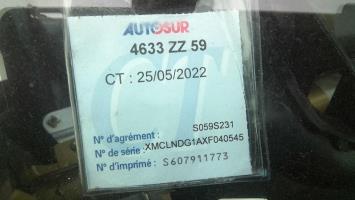 AUTOSUR
4633 ZZ 59
CT : 25/05/2022
N° d'agrément : S059S231
N° de série : XMCLNDG1AXF040545
N° d'imprimé : S607911773